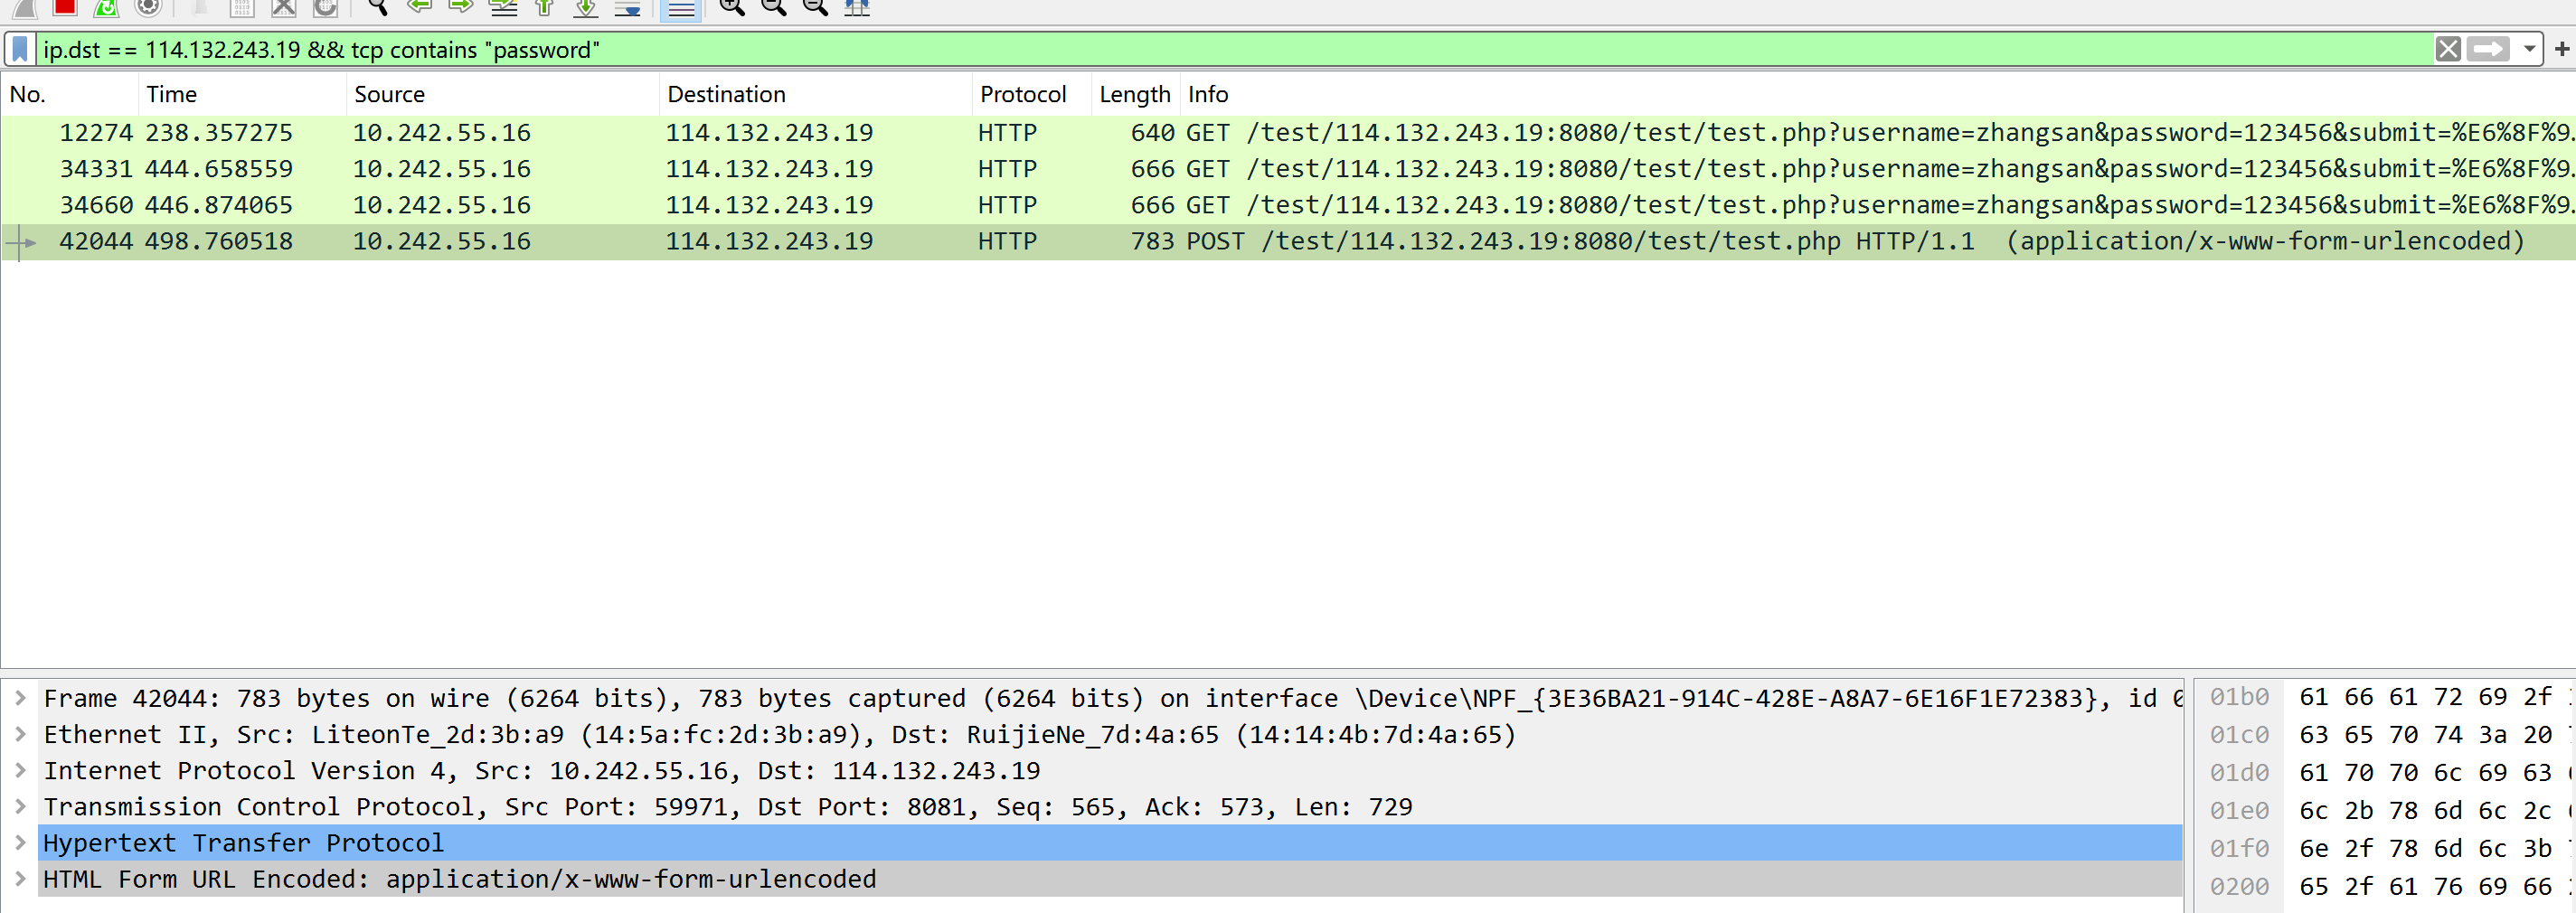 ip.dst == 114.132.243.19 && tcp contains "password"
No. Time Source Destination Protocol Length Info
12274 238.357275 10.242.55.16 114.132.243.19 HTTP 640 GET /test/114.132.243.19:8080/test/test.php?username=zhangsan&password=123456&submit=%E6%8F%9.
34331 444.658559 10.242.55.16 114.132.243.19 HTTP 666 GET /test/114.132.243.19:8080/test/test.php?username=zhangsan&password=123456&submit=%E6%8F%9.
34660 446.874065 10.242.55.16 114.132.243.19 HTTP 666 GET /test/114.132.243.19:8080/test/test.php?username=zhangsan&password=123456&submit=%E6%8F%9.
42044 498.760518 10.242.55.16 114.132.243.19 HTTP 783 POST /test/114.132.243.19:8080/test/test.php HTTP/1.1 (application/x-www-form-urlencoded)
Frame 42044: 783 bytes on wire (6264 bits), 783 bytes captured (6264 bits) on interface \Device\NPF_{3E36BA21-914C-428E-A8A7-6E16F1E72383}, id
Ethernet II, Src: LiteonTe_2d:3b:a9 (14:5a:fc:2d:3b:a9), Dst: RuijieNe_7d:4a:65 (14:14:4b:7d:4a:65)
Internet Protocol Version 4, Src: 10.242.55.16, Dst: 114.132.243.19
Transmission Control Protocol, Src Port: 59971, Dst Port: 8081, Seq: 565, Ack: 573, Len: 729
Hypertext Transfer Protocol
HTML Form URL Encoded: application/x-www-form-urlencoded
01b0 61 66 61 72 69 2f
01c0 63 65 70 74 3a 20
01d0 61 70 70 6c 69 63
01e0 6c 2b 78 6d 6c 2c
01f0 6e 2f 78 6d 6c 3b
0200 65 2f 61 76 69 66